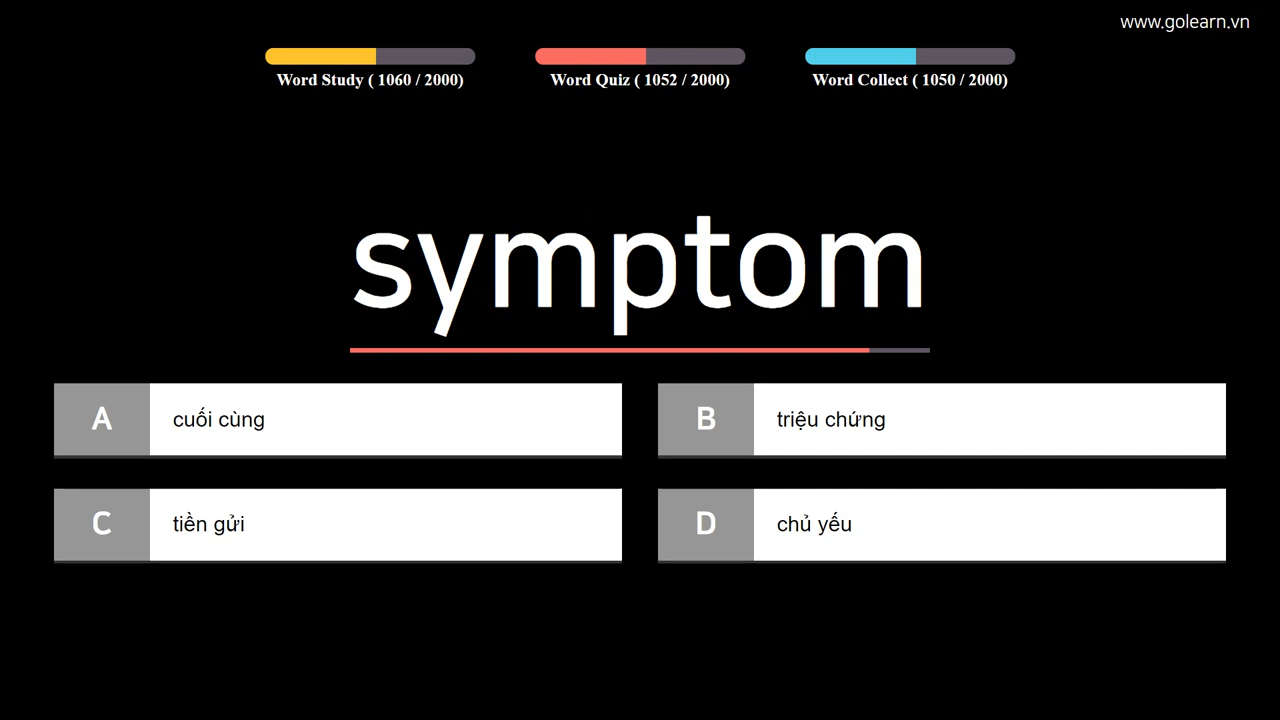 www.golearn.vn
Word Study ( 1060 / 2000)
Word Quiz ( 1052 / 2000)
Word Collect ( 1050 / 2000)
symptom
A cuối cùng
B triệu chứng
C tiền gửi
D chủ yếu